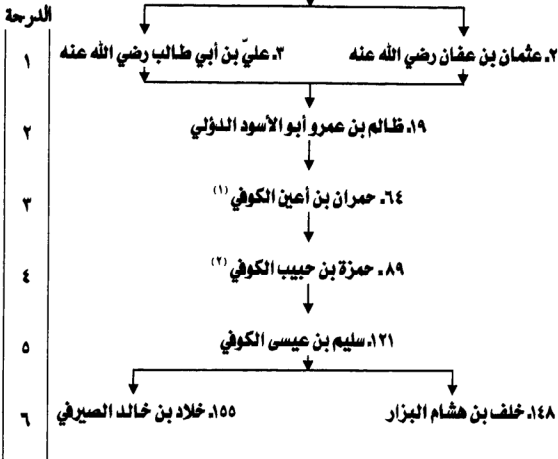 الدرجة
٢. عثمان بن عفان رضي الله عنه ٣. عليّ بن أبي طالب رضي الله عنه ١
١٩. ظالم بن عمرو أبو الأسود الدؤلي ٢
٦٤. حمران بن أعين الكوفي (١) ٣
٨٩. حمزة بن حبيب الكوفي (٢) ٤
١٢١. سليم بن عيسى الكوفي ٥
١٤٨. خلف بن هشام البزار ١٥٥. خلاد بن خالد الصيرفي ٦